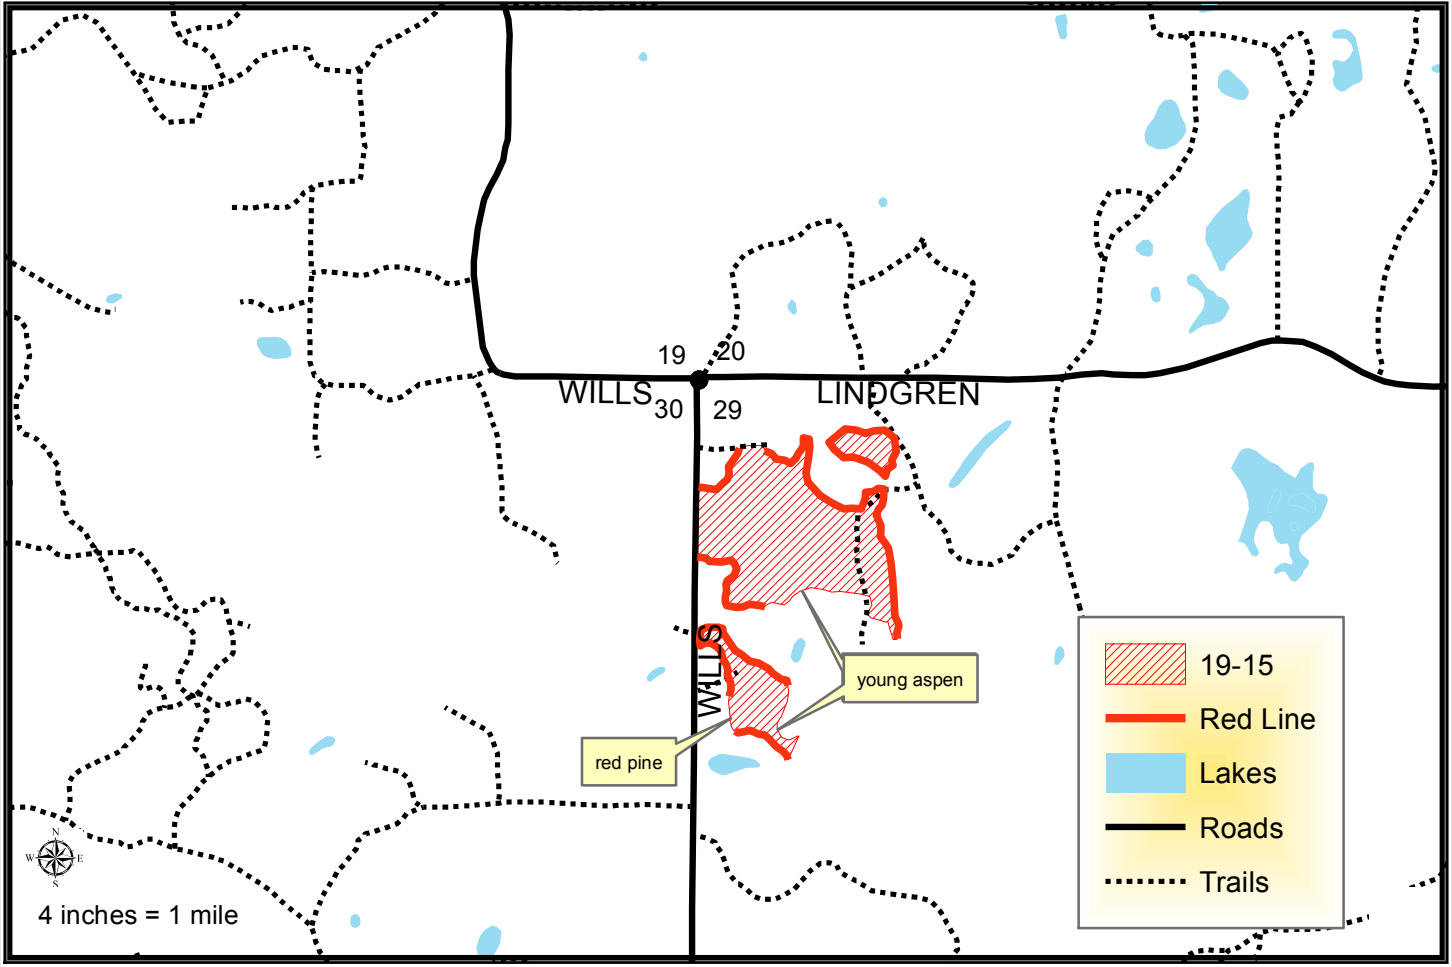 19 20
WILLS LINDGREN
30 29
WILLS
young aspen
red pine
19-15
Red Line
Lakes
Roads
Trails
N
W E
S
4 inches = 1 mile